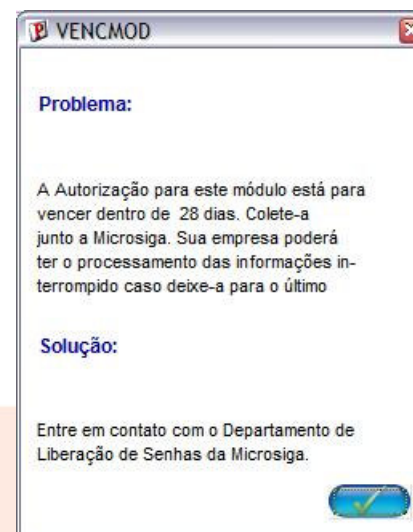 VENCMOD
Problema:
A Autorização para este módulo está para
vencer dentro de  28 dias. Colete-a
junto a Microsiga. Sua empresa poderá
ter o processamento das informações in-
terrompido caso deixe-a para o último
Solução:
Entre em contato com o Departamento de
Liberação de Senhas da Microsiga.